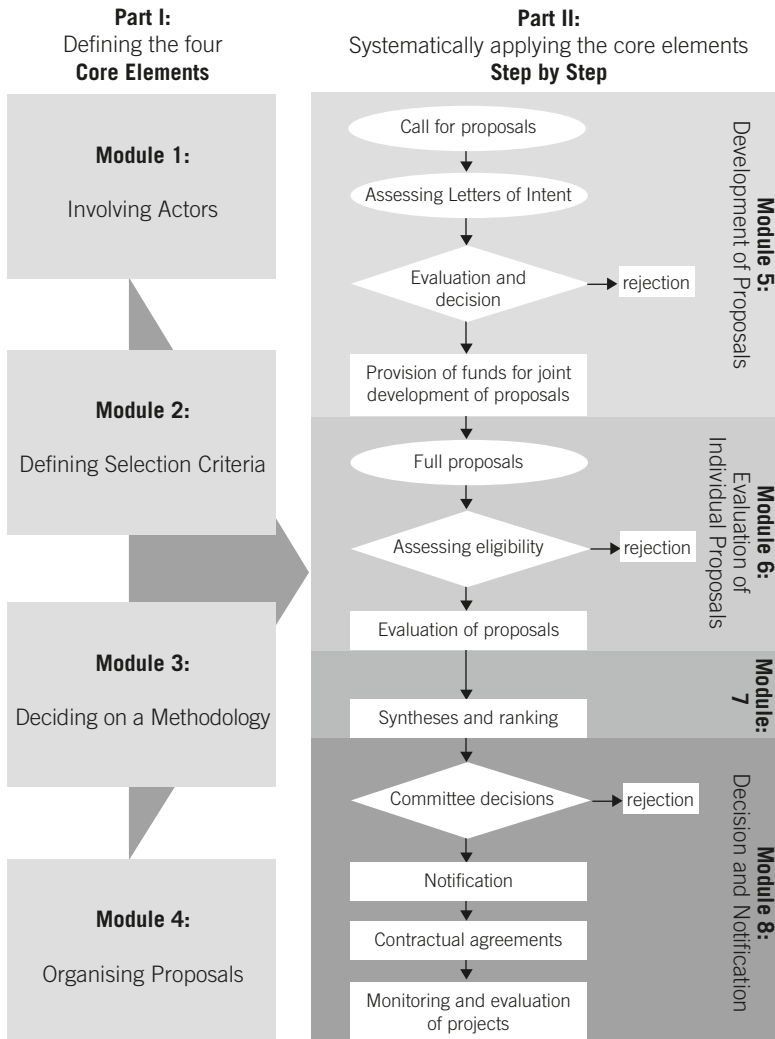 Part I:
Defining the four
Core Elements
Module 1:
Involving Actors
Module 2:
Defining Selection Criteria
Module 3:
Deciding on a Methodology
Module 4:
Organising Proposals
Part II:
Systematically applying the core elements
Step by Step
Call for proposals
Assessing Letters of Intent
Evaluation and
decision
rejection
Provision of funds for joint
development of proposals
Module 5:
Development of Proposals
Full proposals
Assessing eligibility
rejection
Evaluation of proposals
Module 6:
Evaluation of
Individual Proposals
Syntheses and ranking
Module:
7
Committee decisions
rejection
Notification
Contractual agreements
Monitoring and evaluation
of projects
Module 8:
Decision and Notification